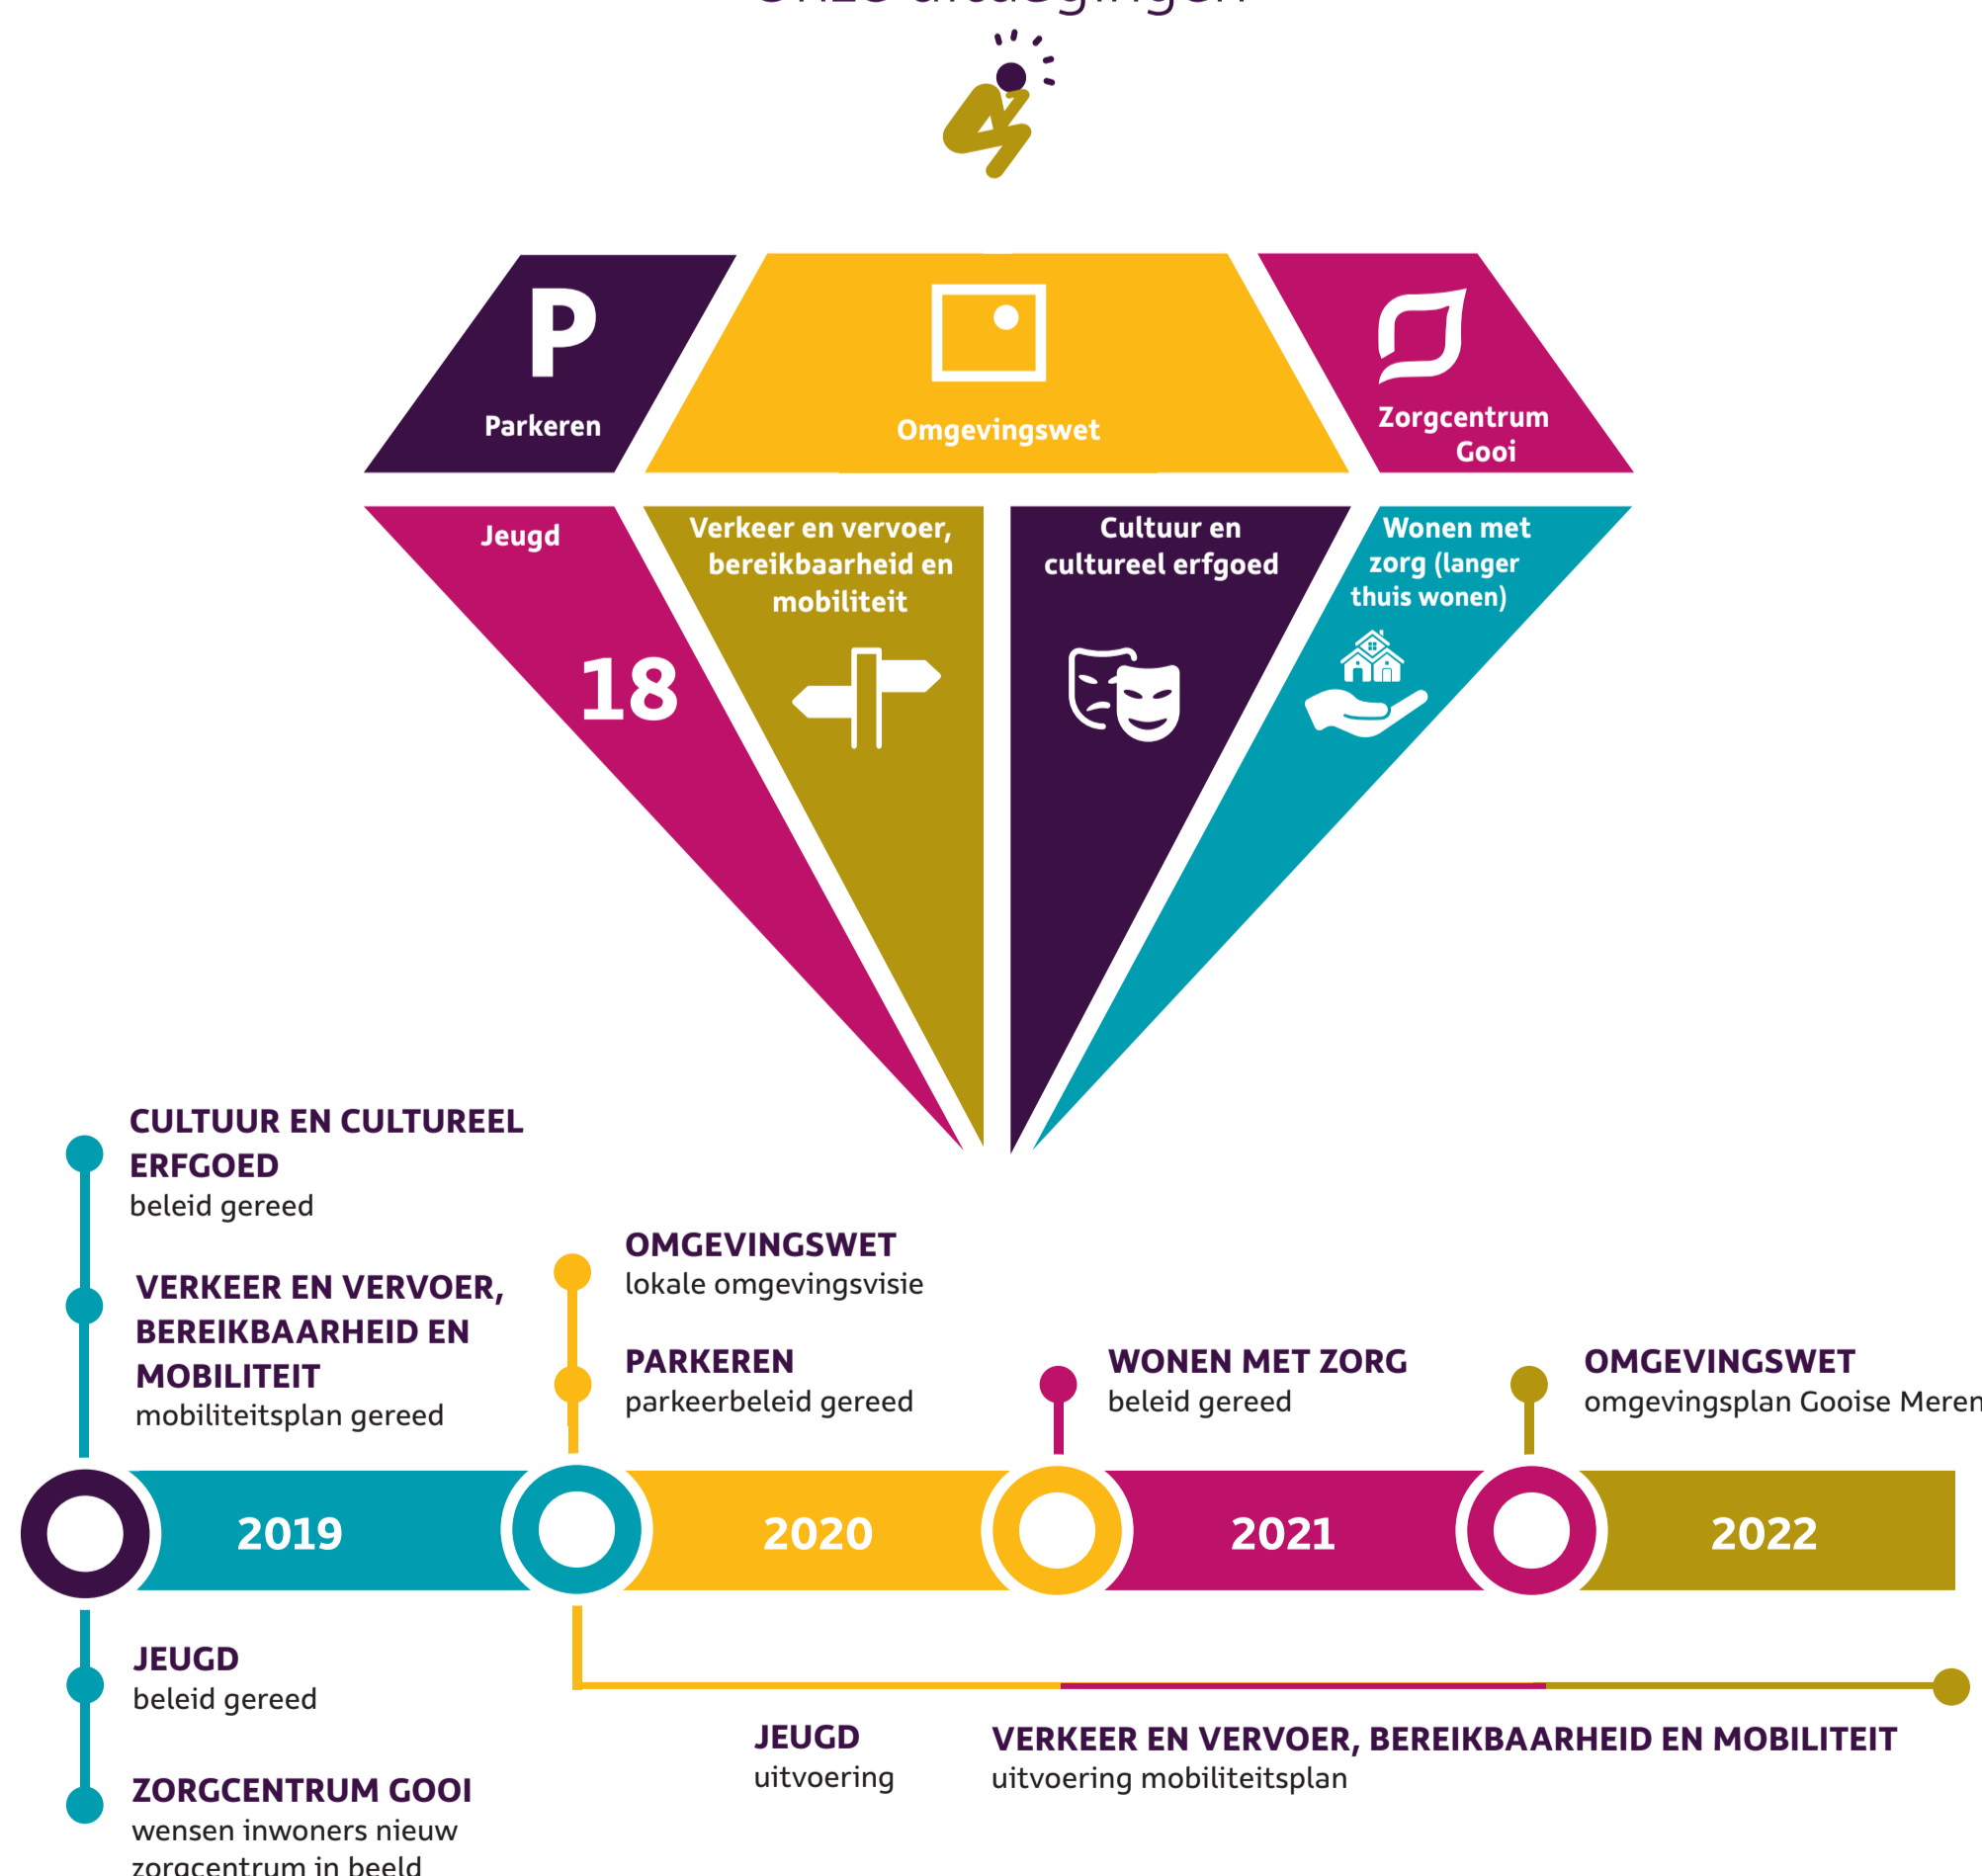 Onze uitdagingen
P
Parkeren
Omgevingswet
Zorgcentrum
Gooi
Jeugd
18
Verkeer en vervoer,
bereikbaarheid en
mobiliteit
Cultuur en
cultureel erfgoed
Wonen met
zorg (langer
thuis wonen)
CULTUUR EN CULTUREEL
ERFGOED
beleid gereed
VERKEER EN VERVOER,
BEREIKBAARHEID EN
MOBILITEIT
mobiliteitsplan gereed
OMGEVINGSWET
lokale omgevingsvisie
PARKEREN
parkeerbeleid gereed
WONEN MET ZORG
beleid gereed
OMGEVINGSWET
omgevingsplan Gooise Meren
2019
2020
2021
2022
JEUGD
beleid gereed
ZORGCENTRUM GOOI
wensen inwoners nieuw
zorgcentrum in beeld
JEUGD
uitvoering
VERKEER EN VERVOER, BEREIKBAARHEID EN MOBILITEIT
uitvoering mobiliteitsplan